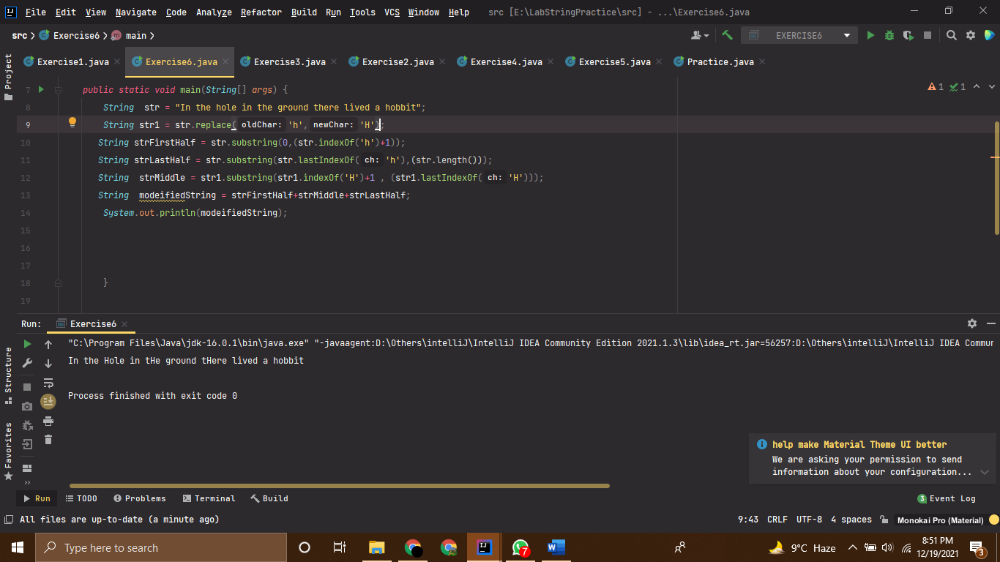 File Edit View Navigate Code Analyze Refactor Build Run Tools VCS Window Help src [E:\LabStringPractice\src] - ...\Exercise6.java
src Exercise6 main EXERCISE6
Exercise1.java Exercise6.java Exercise3.java Exercise2.java Exercise4.java Exercise5.java Practice.java
Project
7 public static void main(String[] args) { 1 1
8 String str = "In the hole in the ground there lived a hobbit";
9 String str1 = str.replace( oldChar: 'h', newChar: 'H');
10 String strFirstHalf = str.substring(0,(str.indexOf('h')+1));
11 String strLastHalf = str.substring(str.lastIndexOf( ch: 'h'),(str.length()));
12 String strMiddle = str1.substring(str1.indexOf('H')+1 , (str1.lastIndexOf( ch: 'H')));
13 String modeifiedString = strFirstHalf+strMiddle+strLastHalf;
14 System.out.println(modeifiedString);
15
16
17
18 }
19
Run: Exercise6
"C:\Program Files\Java\jdk-16.0.1\bin\java.exe" "-javaagent:D:\Others\intelliJ\IntelliJ IDEA Community Edition 2021.1.3\lib\idea_rt.jar=56257:D:\Others\intelliJ\IntelliJ IDEA Commun
In the Hole in tHe ground tHere lived a hobbit
Process finished with exit code 0
Structure
Favorites
help make Material Theme UI better
We are asking your permission to send
information about your configuration...
Run TODO Problems Terminal Build 3 Event Log
All files are up-to-date (a minute ago) 9:43 CRLF UTF-8 4 spaces Monokai Pro (Material)
Type here to search 7 9°C Haze 8:51 PM
12/19/2021 3